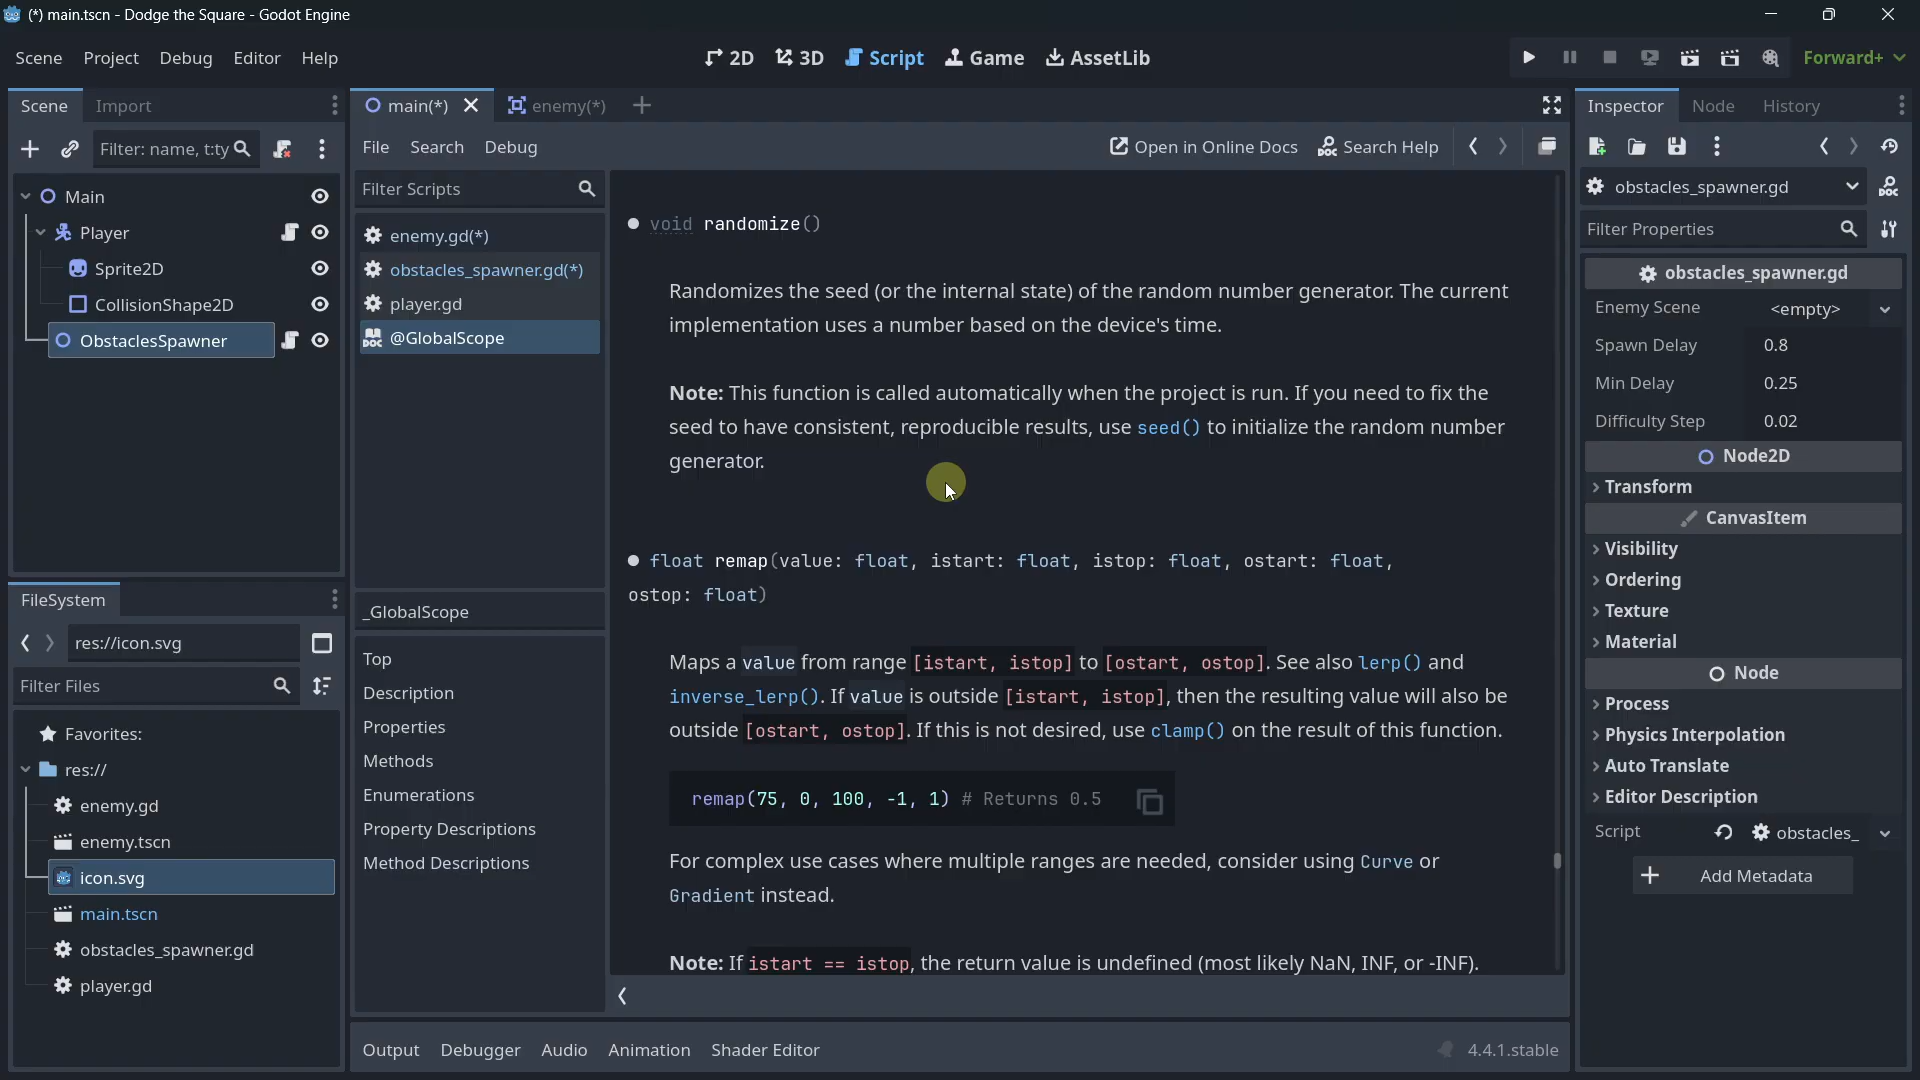 (*) main.tscn - Dodge the Square - Godot Engine
Scene Project Debug Editor Help
2D 3D Script Game AssetLib
Forward+
Scene Import
Filter: name, t:ty
Main
Player
Sprite2D
CollisionShape2D
ObstaclesSpawner
FileSystem
res://icon.svg
Filter Files
Favorites:
res://
enemy.gd
enemy.tscn
icon.svg
main.tscn
obstacles_spawner.gd
player.gd
main(*) enemy(*)
File Search Debug
Open in Online Docs Search Help
Filter Scripts
enemy.gd(*)
obstacles_spawner.gd(*)
player.gd
DOC @GlobalScope
_GlobalScope
Top
Description
Properties
Methods
Enumerations
Property Descriptions
Method Descriptions
void randomize()
Randomizes the seed (or the internal state) of the random number generator. The current
implementation uses a number based on the device's time.
Note: This function is called automatically when the project is run. If you need to fix the
seed to have consistent, reproducible results, use seed() to initialize the random number
generator.
float remap(value: float, istart: float, istop: float, ostart: float,
ostop: float)
Maps a value from range [istart, istop] to [ostart, ostop]. See also lerp() and
inverse_lerp(). If value is outside [istart, istop], then the resulting value will also be
outside [ostart, ostop]. If this is not desired, use clamp() on the result of this function.
remap(75, 0, 100, -1, 1) # Returns 0.5
For complex use cases where multiple ranges are needed, consider using Curve or
Gradient instead.
Note: If istart == istop, the return value is undefined (most likely NaN, INF, or -INF).
Output Debugger Audio Animation Shader Editor
4.4.1.stable
Inspector Node History
obstacles_spawner.gd
Filter Properties
obstacles_spawner.gd
Enemy Scene <empty>
Spawn Delay 0.8
Min Delay 0.25
Difficulty Step 0.02
Node2D
Transform
CanvasItem
Visibility
Ordering
Texture
Material
Node
Process
Physics Interpolation
Auto Translate
Editor Description
Script obstacles_
Add Metadata